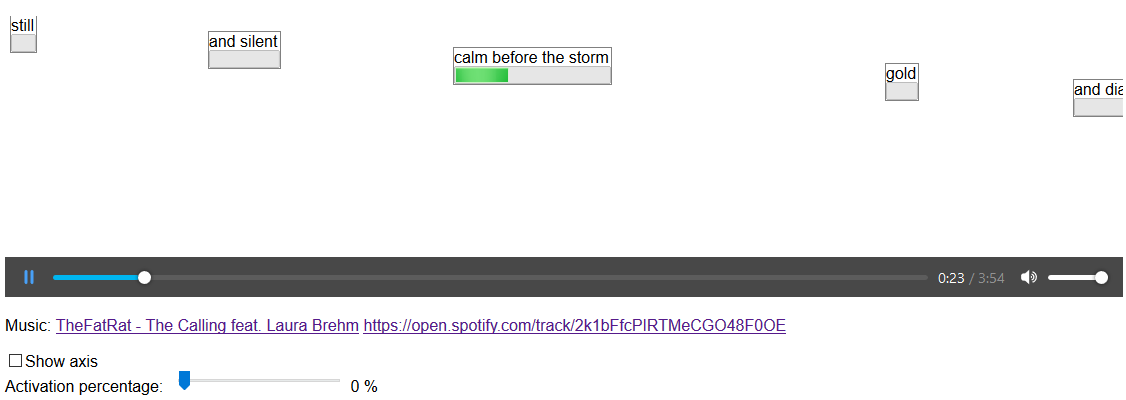 still
and silent
calm before the storm
gold
and dia
0:23 / 3:54
Music: TheFatRat - The Calling feat. Laura Brehm https://open.spotify.com/track/2k1bFfcPIRTMeCGO48F0OE
Show axis
Activation percentage: 0 %